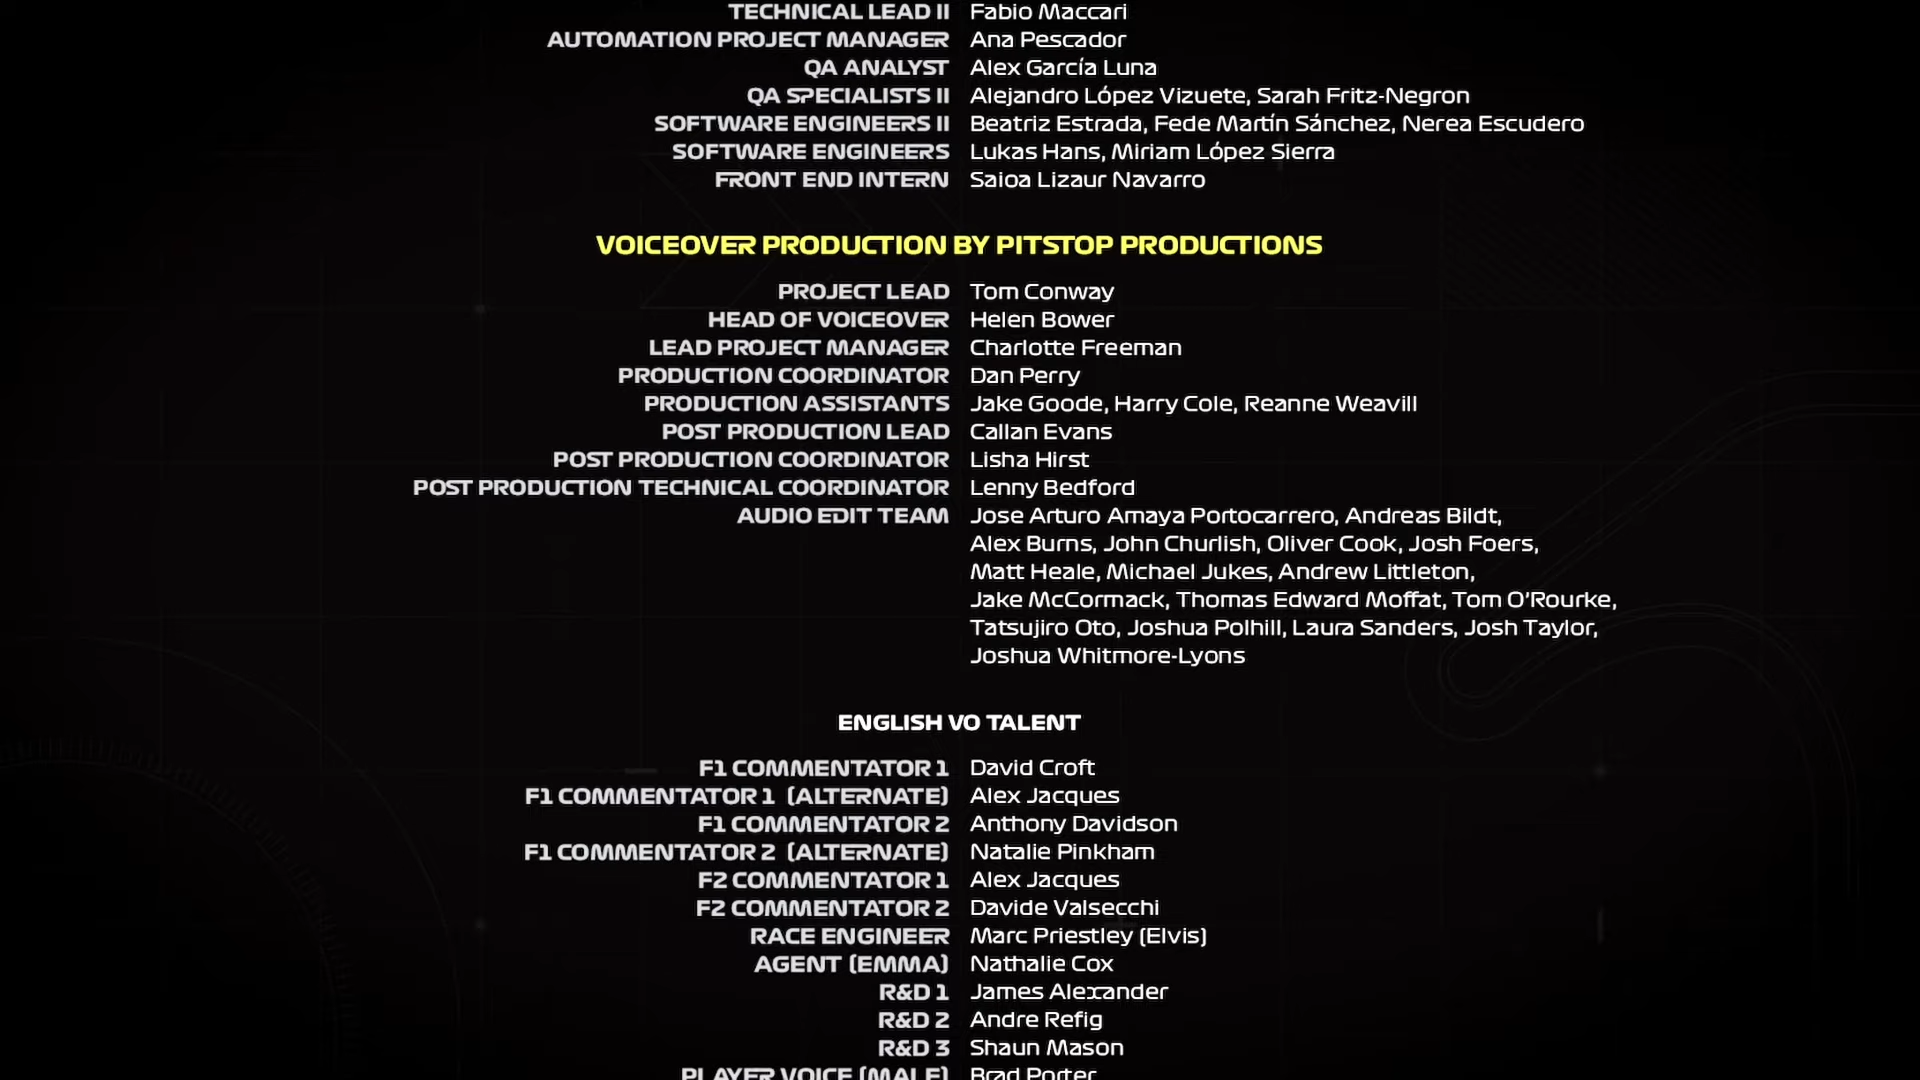 TECHNICAL LEAD II Fabio Maccari
AUTOMATION PROJECT MANAGER Ana Pescador
QA ANALYST Alex García Luna
QA SPECIALISTS II Alejandro López Vizuete, Sarah Fritz-Negron
SOFTWARE ENGINEERS II Beatriz Estrada, Fede Martín Sánchez, Nerea Escudero
SOFTWARE ENGINEERS Lukas Hans, Miriam López Sierra
FRONT END INTERN Saioa Lizaur Navarro
VOICEOVER PRODUCTION BY PITSTOP PRODUCTIONS
PROJECT LEAD Tom Conway
HEAD OF VOICEOVER Helen Bower
LEAD PROJECT MANAGER Charlotte Freeman
PRODUCTION COORDINATOR Dan Perry
PRODUCTION ASSISTANTS Jake Goode, Harry Cole, Reanne Weavill
POST PRODUCTION LEAD Callan Evans
POST PRODUCTION COORDINATOR Lisha Hirst
POST PRODUCTION TECHNICAL COORDINATOR Lenny Bedford
AUDIO EDIT TEAM Jose Arturo Amaya Portocarrero, Andreas Bildt,
Alex Burns, John Churlish, Oliver Cook, Josh Foers,
Matt Heale, Michael Jukes, Andrew Littleton,
Jake McCormack, Thomas Edward Moffat, Tom O'Rourke,
Tatsujiro Oto, Joshua Polhill, Laura Sanders, Josh Taylor,
Joshua Whitmore-Lyons
ENGLISH VO TALENT
F1 COMMENTATOR 1 David Croft
F1 COMMENTATOR 1 (ALTERNATE) Alex Jacques
F1 COMMENTATOR 2 Anthony Davidson
F1 COMMENTATOR 2 (ALTERNATE) Natalie Pinkham
F2 COMMENTATOR 1 Alex Jacques
F2 COMMENTATOR 2 Davide Valsecchi
RACE ENGINEER Marc Priestley (Elvis)
AGENT (EMMA) Nathalie Cox
R&D 1 James Alexander
R&D 2 Andre Refig
R&D 3 Shaun Mason
PLAYER VOICE (MALE) Brad Porter